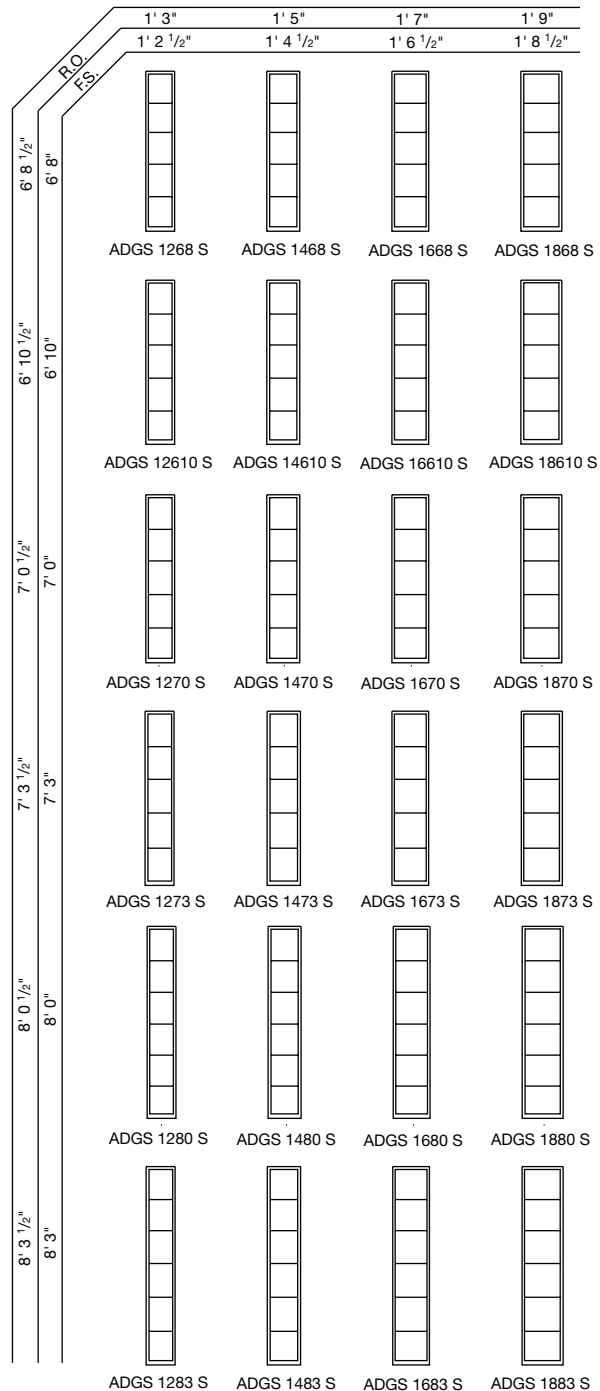 1' 3" 1' 5" 1' 7" 1' 9"
R.O.
1' 2 1/2" 1' 4 1/2" 1' 6 1/2" 1' 8 1/2"
F.S.
6' 8 1/2" 6' 8"
ADGS 1268 S ADGS 1468 S ADGS 1668 S ADGS 1868 S
6' 10 1/2" 6' 10"
ADGS 12610 S ADGS 14610 S ADGS 16610 S ADGS 18610 S
7' 0 1/2" 7' 0"
ADGS 1270 S ADGS 1470 S ADGS 1670 S ADGS 1870 S
7' 3 1/2" 7' 3"
ADGS 1273 S ADGS 1473 S ADGS 1673 S ADGS 1873 S
8' 0 1/2" 8' 0"
ADGS 1280 S ADGS 1480 S ADGS 1680 S ADGS 1880 S
8' 3 1/2" 8' 3"
ADGS 1283 S ADGS 1483 S ADGS 1683 S ADGS 1883 S